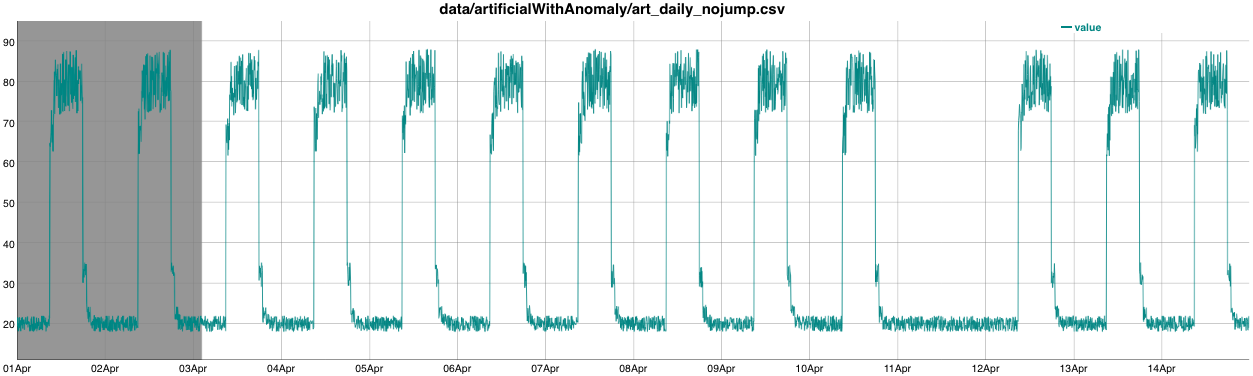 data/artificialWithAnomaly/art_daily_nojump.csv
value
90
80
70
60
50
40
30
20
01Apr 02Apr 03Apr 04Apr 05Apr 06Apr 07Apr 08Apr 09Apr 10Apr 11Apr 12Apr 13Apr 14Apr